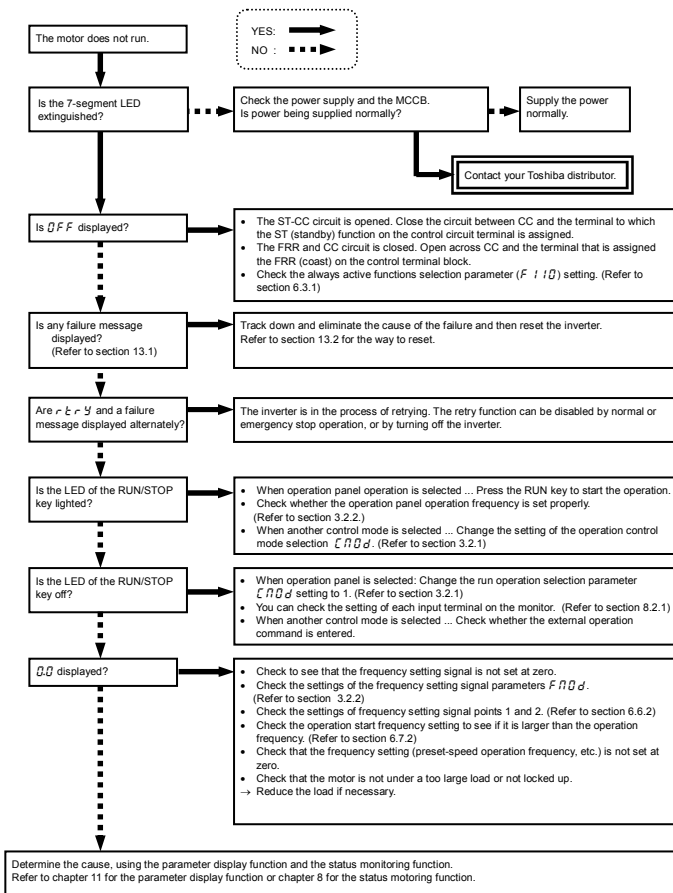 The motor does not run.
YES:
NO :
Is the 7-segment LED
extinguished?
Check the power supply and the MCCB.
Is power being supplied normally?
Supply the power
normally.
Contact your Toshiba distributor.
Is OFF displayed?
• The ST-CC circuit is opened. Close the circuit between CC and the terminal to which
the ST (standby) function on the control circuit terminal is assigned.
• The FRR and CC circuit is closed. Open across CC and the terminal that is assigned
the FRR (coast) on the control terminal block.
• Check the always active functions selection parameter (F110) setting. (Refer to
section 6.3.1)
Is any failure message
displayed?
(Refer to section 13.1)
Track down and eliminate the cause of the failure and then reset the inverter.
Refer to section 13.2 for the way to reset.
Are rtrY and a failure
message displayed alternately?
The inverter is in the process of retrying. The retry function can be disabled by normal or
emergency stop operation, or by turning off the inverter.
Is the LED of the RUN/STOP
key lighted?
• When operation panel operation is selected ... Press the RUN key to start the operation.
• Check whether the operation panel operation frequency is set properly.
(Refer to section 3.2.2.)
• When another control mode is selected ... Change the setting of the operation control
mode selection CMOd. (Refer to section 3.2.1)
Is the LED of the RUN/STOP
key off?
• When operation panel is selected: Change the run operation selection parameter
CMOd setting to 1. (Refer to section 3.2.1)
• You can check the setting of each input terminal on the monitor. (Refer to section 8.2.1)
• When another control mode is selected ... Check whether the external operation
command is entered.
0.0 displayed?
• Check to see that the frequency setting signal is not set at zero.
• Check the settings of the frequency setting signal parameters FMOd.
(Refer to section 3.2.2)
• Check the settings of frequency setting signal points 1 and 2. (Refer to section 6.6.2)
• Check the operation start frequency setting to see if it is larger than the operation
frequency. (Refer to section 6.7.2)
• Check that the frequency setting (preset-speed operation frequency, etc.) is not set at
zero.
• Check that the motor is not under a too large load or not locked up.
→ Reduce the load if necessary.
Determine the cause, using the parameter display function and the status monitoring function.
Refer to chapter 11 for the parameter display function or chapter 8 for the status motoring function.